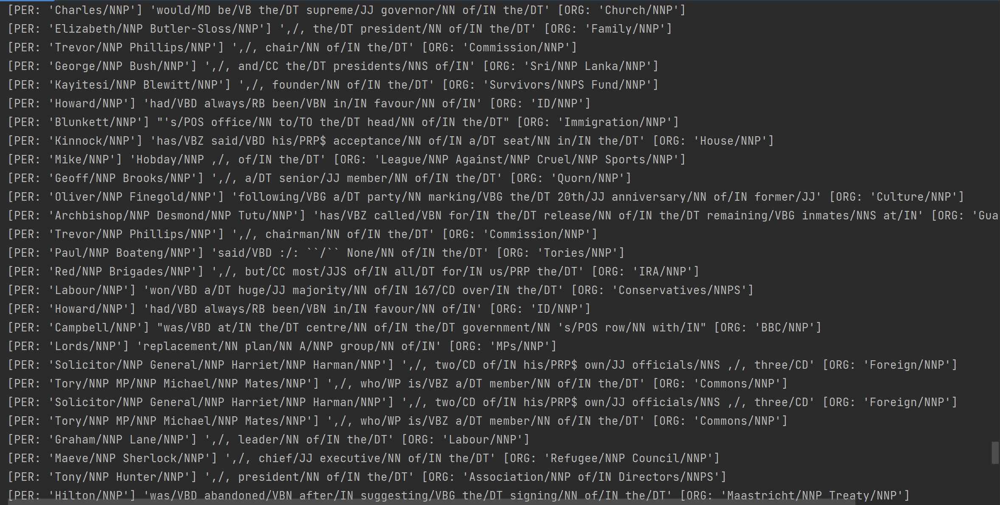 [PER: 'Charles/NNP'] 'would/MD be/VB the/DT supreme/JJ governor/NN of/IN the/DT' [ORG: 'Church/NNP']
[PER: 'Elizabeth/NNP Butler-Sloss/NNP'] ',/, the/DT president/NN of/IN the/DT' [ORG: 'Family/NNP']
[PER: 'Trevor/NNP Phillips/NNP'] ',/, chair/NN of/IN the/DT' [ORG: 'Commission/NNP']
[PER: 'George/NNP Bush/NNP'] ',/, and/CC the/DT presidents/NNS of/IN' [ORG: 'Sri/NNP Lanka/NNP']
[PER: 'Kayitesi/NNP Blewitt/NNP'] ',/, founder/NN of/IN the/DT' [ORG: 'Survivors/NNPS Fund/NNP']
[PER: 'Howard/NNP'] 'had/VBD always/RB been/VBN in/IN favour/NN of/IN' [ORG: 'ID/NNP']
[PER: 'Blunkett/NNP'] "'s/POS office/NN to/TO the/DT head/NN of/IN the/DT" [ORG: 'Immigration/NNP']
[PER: 'Kinnock/NNP'] 'has/VBZ said/VBD his/PRP$ acceptance/NN of/IN a/DT seat/NN in/IN the/DT' [ORG: 'House/NNP']
[PER: 'Mike/NNP'] 'Hobday/NNP ,/, of/IN the/DT' [ORG: 'League/NNP Against/NNP Cruel/NNP Sports/NNP']
[PER: 'Geoff/NNP Brooks/NNP'] ',/, a/DT senior/JJ member/NN of/IN the/DT' [ORG: 'Quorn/NNP']
[PER: 'Oliver/NNP Finegold/NNP'] 'following/VBG a/DT party/NN marking/VBG the/DT 20th/JJ anniversary/NN of/IN former/JJ' [ORG: 'Culture/NNP']
[PER: 'Archbishop/NNP Desmond/NNP Tutu/NNP'] 'has/VBZ called/VBN for/IN the/DT release/NN of/IN the/DT remaining/VBG inmates/NNS at/IN' [ORG: 'Gua
[PER: 'Trevor/NNP Phillips/NNP'] ',/, chairman/NN of/IN the/DT' [ORG: 'Commission/NNP']
[PER: 'Paul/NNP Boateng/NNP'] 'said/VBD :/: ``/`` None/NN of/IN the/DT' [ORG: 'Tories/NNP']
[PER: 'Red/NNP Brigades/NNP'] ',/, but/CC most/JJS of/IN all/DT for/IN us/PRP the/DT' [ORG: 'IRA/NNP']
[PER: 'Labour/NNP'] 'won/VBD a/DT huge/JJ majority/NN of/IN 167/CD over/IN the/DT' [ORG: 'Conservatives/NNPS']
[PER: 'Howard/NNP'] 'had/VBD always/RB been/VBN in/IN favour/NN of/IN' [ORG: 'ID/NNP']
[PER: 'Campbell/NNP'] "was/VBD at/IN the/DT centre/NN of/IN the/DT government/NN 's/POS row/NN with/IN" [ORG: 'BBC/NNP']
[PER: 'Lords/NNP'] 'replacement/NN plan/NN A/NNP group/NN of/IN' [ORG: 'MPs/NNP']
[PER: 'Solicitor/NNP General/NNP Harriet/NNP Harman/NNP'] ',/, two/CD of/IN his/PRP$ own/JJ officials/NNS ,/, three/CD' [ORG: 'Foreign/NNP']
[PER: 'Tory/NNP MP/NNP Michael/NNP Mates/NNP'] ',/, who/WP is/VBZ a/DT member/NN of/IN the/DT' [ORG: 'Commons/NNP']
[PER: 'Solicitor/NNP General/NNP Harriet/NNP Harman/NNP'] ',/, two/CD of/IN his/PRP$ own/JJ officials/NNS ,/, three/CD' [ORG: 'Foreign/NNP']
[PER: 'Tory/NNP MP/NNP Michael/NNP Mates/NNP'] ',/, who/WP is/VBZ a/DT member/NN of/IN the/DT' [ORG: 'Commons/NNP']
[PER: 'Graham/NNP Lane/NNP'] ',/, leader/NN of/IN the/DT' [ORG: 'Labour/NNP']
[PER: 'Maeve/NNP Sherlock/NNP'] ',/, chief/JJ executive/NN of/IN the/DT' [ORG: 'Refugee/NNP Council/NNP']
[PER: 'Tony/NNP Hunter/NNP'] ',/, president/NN of/IN the/DT' [ORG: 'Association/NNP of/IN Directors/NNPS']
[PER: 'Hilton/NNP'] 'was/VBD abandoned/VBN after/IN suggesting/VBG the/DT signing/NN of/IN the/DT' [ORG: 'Maastricht/NNP Treaty/NNP']